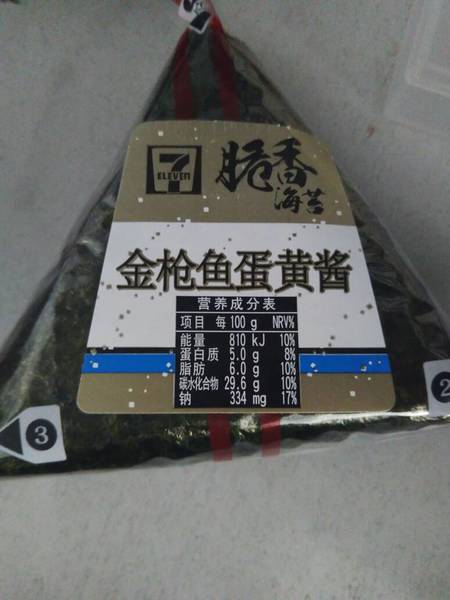 7
ELEVEN
脆香
海苔
金枪鱼蛋黄酱
营养成分表
项目 每100 g NRV%
能量 810 kJ 10%
蛋白质 5.0 g 8%
脂肪 6.0 g 10%
碳水化合物 29.6 g 10%
钠 334 mg 17%
3
2